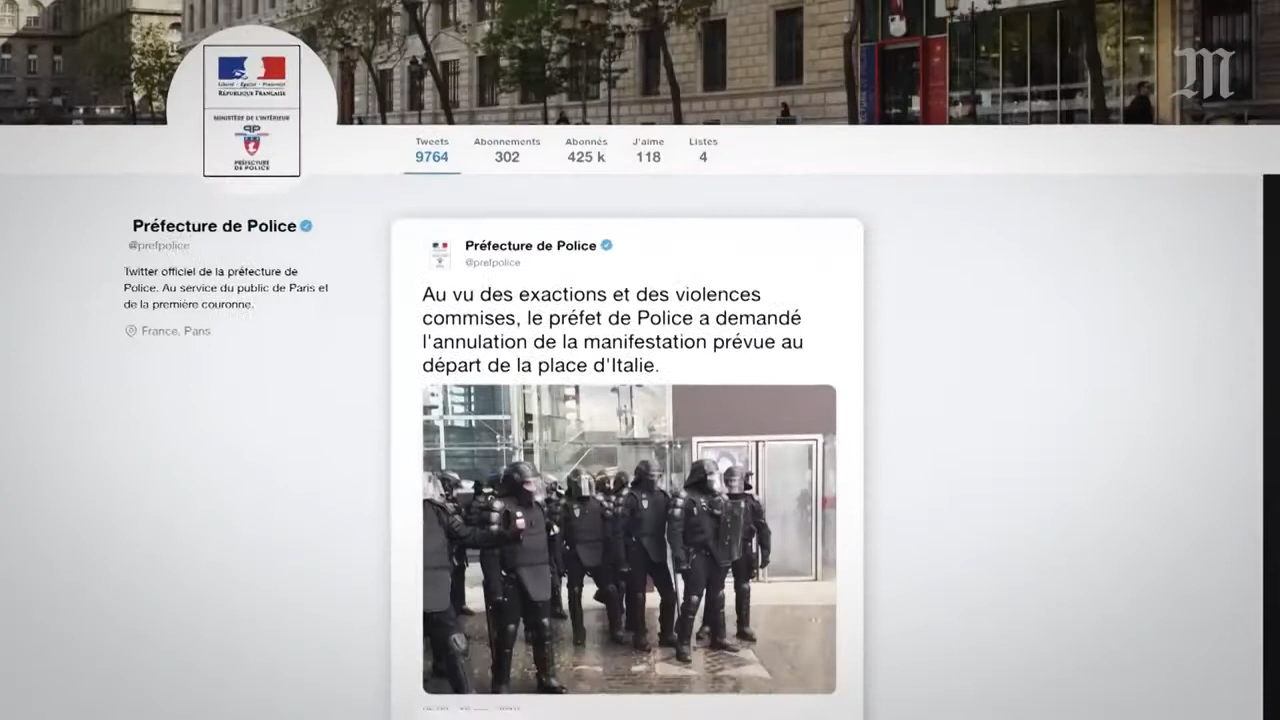 M
Liberté • Égalité • Fraternité
RÉPUBLIQUE FRANÇAISE
MINISTÈRE DE L'INTÉRIEUR
PP
PRÉFECTURE
DE POLICE
Tweets Abonnements Abonnés J'aime Listes
9764 302 425 k 118 4
Préfecture de Police
@prefpolice
Twitter officiel de la préfecture de
Police. Au service du public de Paris et
de la première couronne.
France, Paris
Préfecture de Police
@prefpolice
Au vu des exactions et des violences
commises, le préfet de Police a demandé
l'annulation de la manifestation prévue au
départ de la place d'Italie.